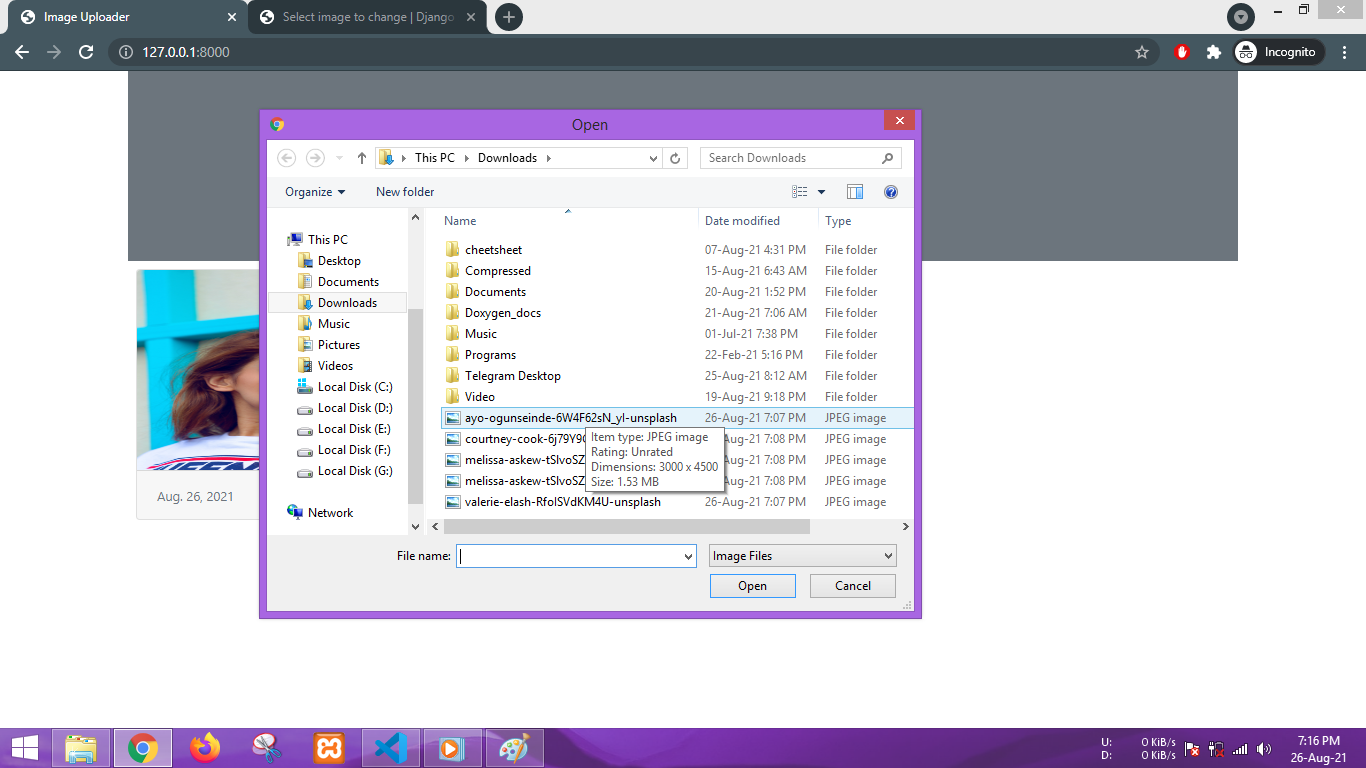 Image Uploader
Select image to change | Django
127.0.0.1:8000
Incognito
Open
This PC
Downloads
Search Downloads
Organize
New folder
This PC
Desktop
Documents
Downloads
Music
Pictures
Videos
Local Disk (C:)
Local Disk (D:)
Local Disk (E:)
Local Disk (F:)
Local Disk (G:)
Network
Name Date modified Type
cheetsheet 07-Aug-21 4:31 PM File folder
Compressed 15-Aug-21 6:43 AM File folder
Documents 20-Aug-21 1:52 PM File folder
Doxygen_docs 21-Aug-21 7:06 AM File folder
Music 01-Jul-21 7:38 PM File folder
Programs 22-Feb-21 5:16 PM File folder
Telegram Desktop 25-Aug-21 8:12 AM File folder
Video 19-Aug-21 9:18 PM File folder
ayo-ogunseinde-6W4F62sN_yI-unsplash 26-Aug-21 7:07 PM JPEG image
courtney-cook-6j79Y9 -Aug-21 7:08 PM JPEG image
melissa-askew-tSlvoSZ -Aug-21 7:08 PM JPEG image
melissa-askew-tSlvoSZ -Aug-21 7:08 PM JPEG image
valerie-elash-RfolSVdKM4U-unsplash 26-Aug-21 7:07 PM JPEG image
Item type: JPEG image
Rating: Unrated
Dimensions: 3000 x 4500
Size: 1.53 MB
File name:
Image Files
Open
Cancel
Aug. 26, 2021
U: 0 KiB/s
D: 0 KiB/s
7:16 PM
26-Aug-21